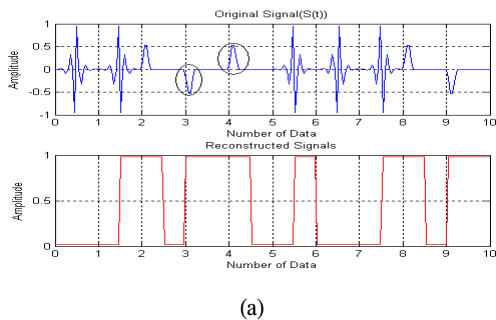 Original Signal(S(t))
Amplitude
1
0.5
0
-0.5
-1
0 1 2 3 4 5 6 7 8 9 10
Number of Data
Reconstructed Signals
Amplitude
1
0.5
0
0 1 2 3 4 5 6 7 8 9 10
Number of Data
(a)